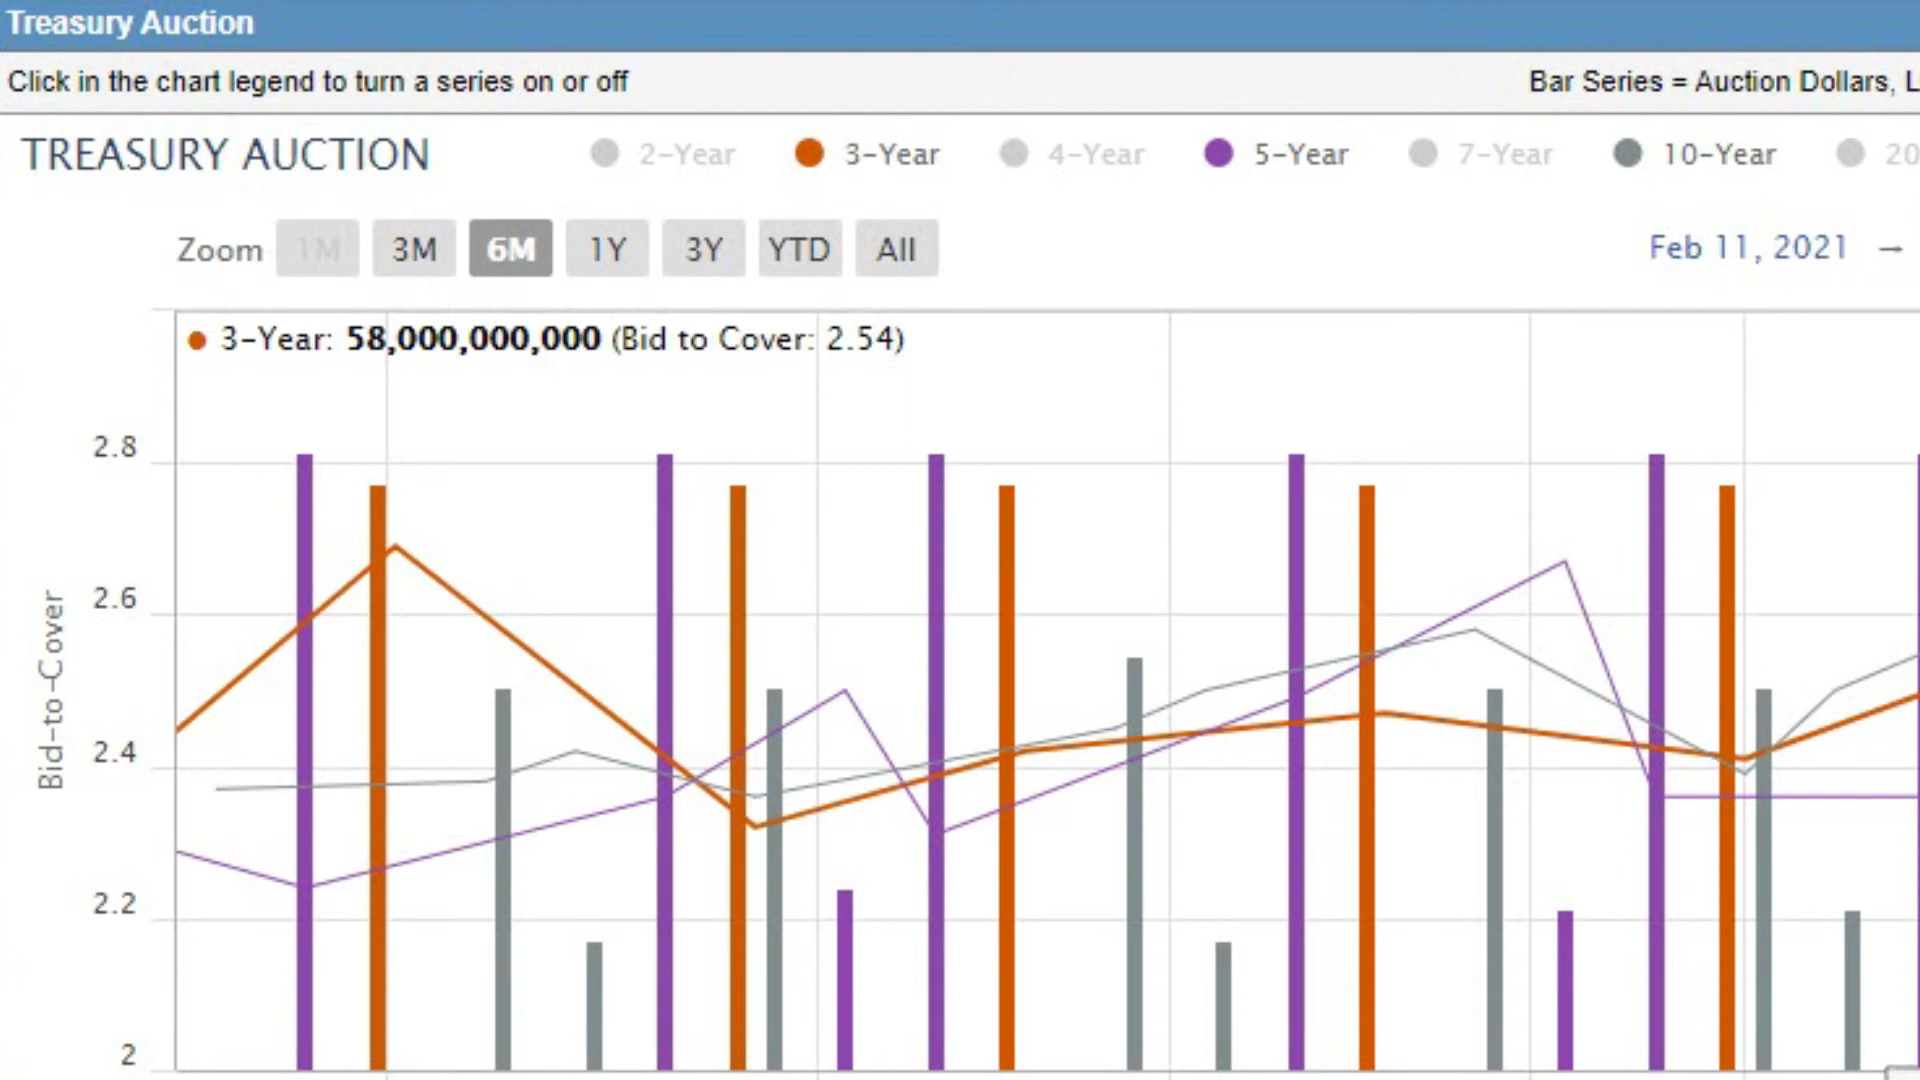 Treasury Auction
Click in the chart legend to turn a series on or off
Bar Series = Auction Dollars,
TREASURY AUCTION
2-Year 3-Year 4-Year 5-Year 7-Year 10-Year 20
Zoom 1M 3M 6M 1Y 3Y YTD All
Feb 11, 2021 →
3-Year: 58,000,000,000 (Bid to Cover: 2.54)
Bid-to-Cover
2.8
2.6
2.4
2.2
2